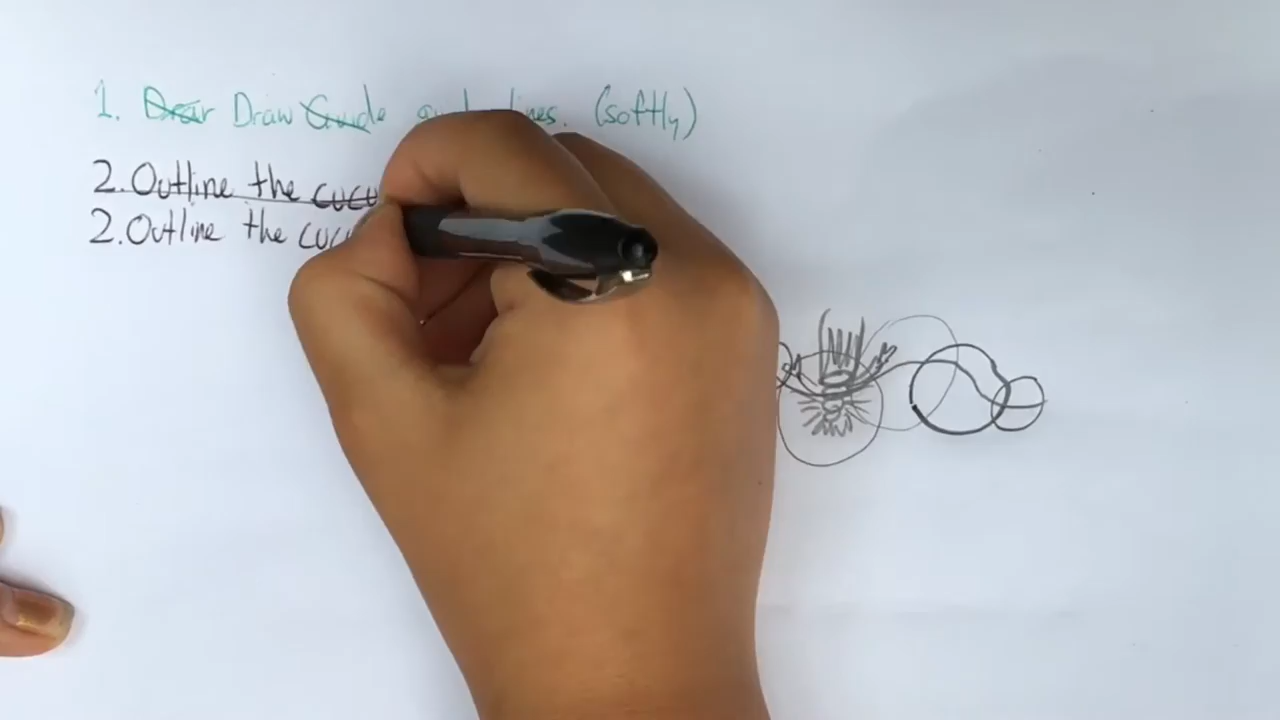 1. Draw Draw Guide lines. (softly)
2. Outline the
2. Outline the